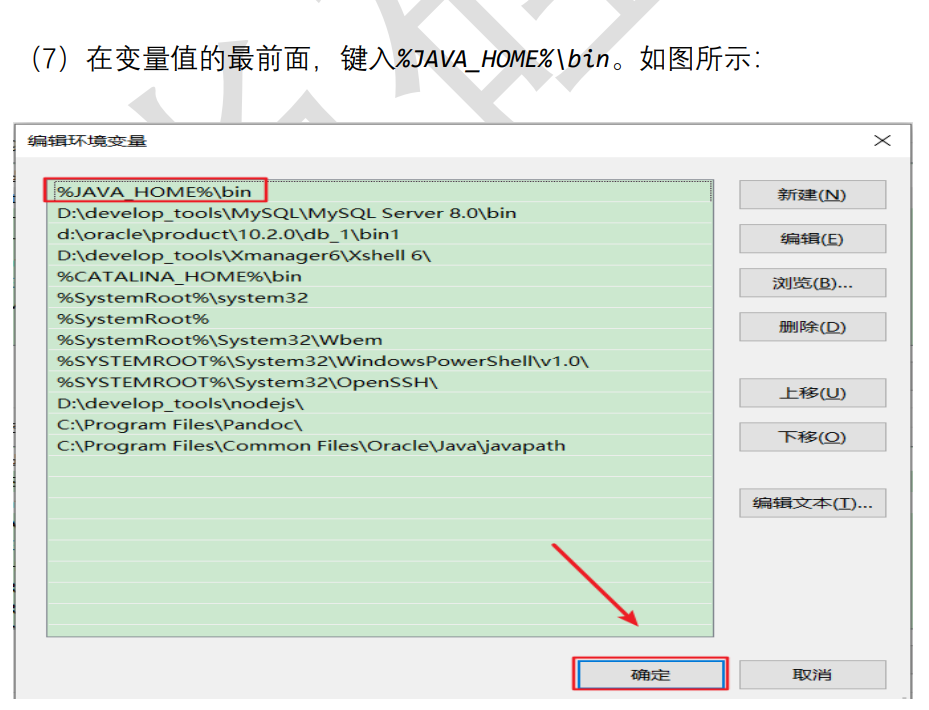 （7）在变量值的最前面，键入%JAVA_HOME%\bin。如图所示：
编辑环境变量
%JAVA_HOME%\bin
D:\develop_tools\MySQL\MySQL Server 8.0\bin
d:\oracle\product\10.2.0\db_1\bin1
D:\develop_tools\Xmanager6\Xshell 6\
%CATALINA_HOME%\bin
%SystemRoot%\system32
%SystemRoot%
%SystemRoot%\System32\Wbem
%SYSTEMROOT%\System32\WindowsPowerShell\v1.0\
%SYSTEMROOT%\System32\OpenSSH\
D:\develop_tools\nodejs\
C:\Program Files\Pandoc\
C:\Program Files\Common Files\Oracle\Java\javapath
新建(N)
编辑(E)
浏览(B)...
删除(D)
上移(U)
下移(O)
编辑文本(T)...
确定
取消